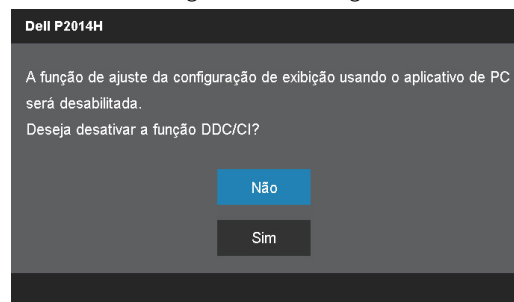 Dell P2014H
A função de ajuste da configuração de exibição usando o aplicativo de PC
será desabilitada.
Deseja desativar a função DDC/CI?
Não
Sim